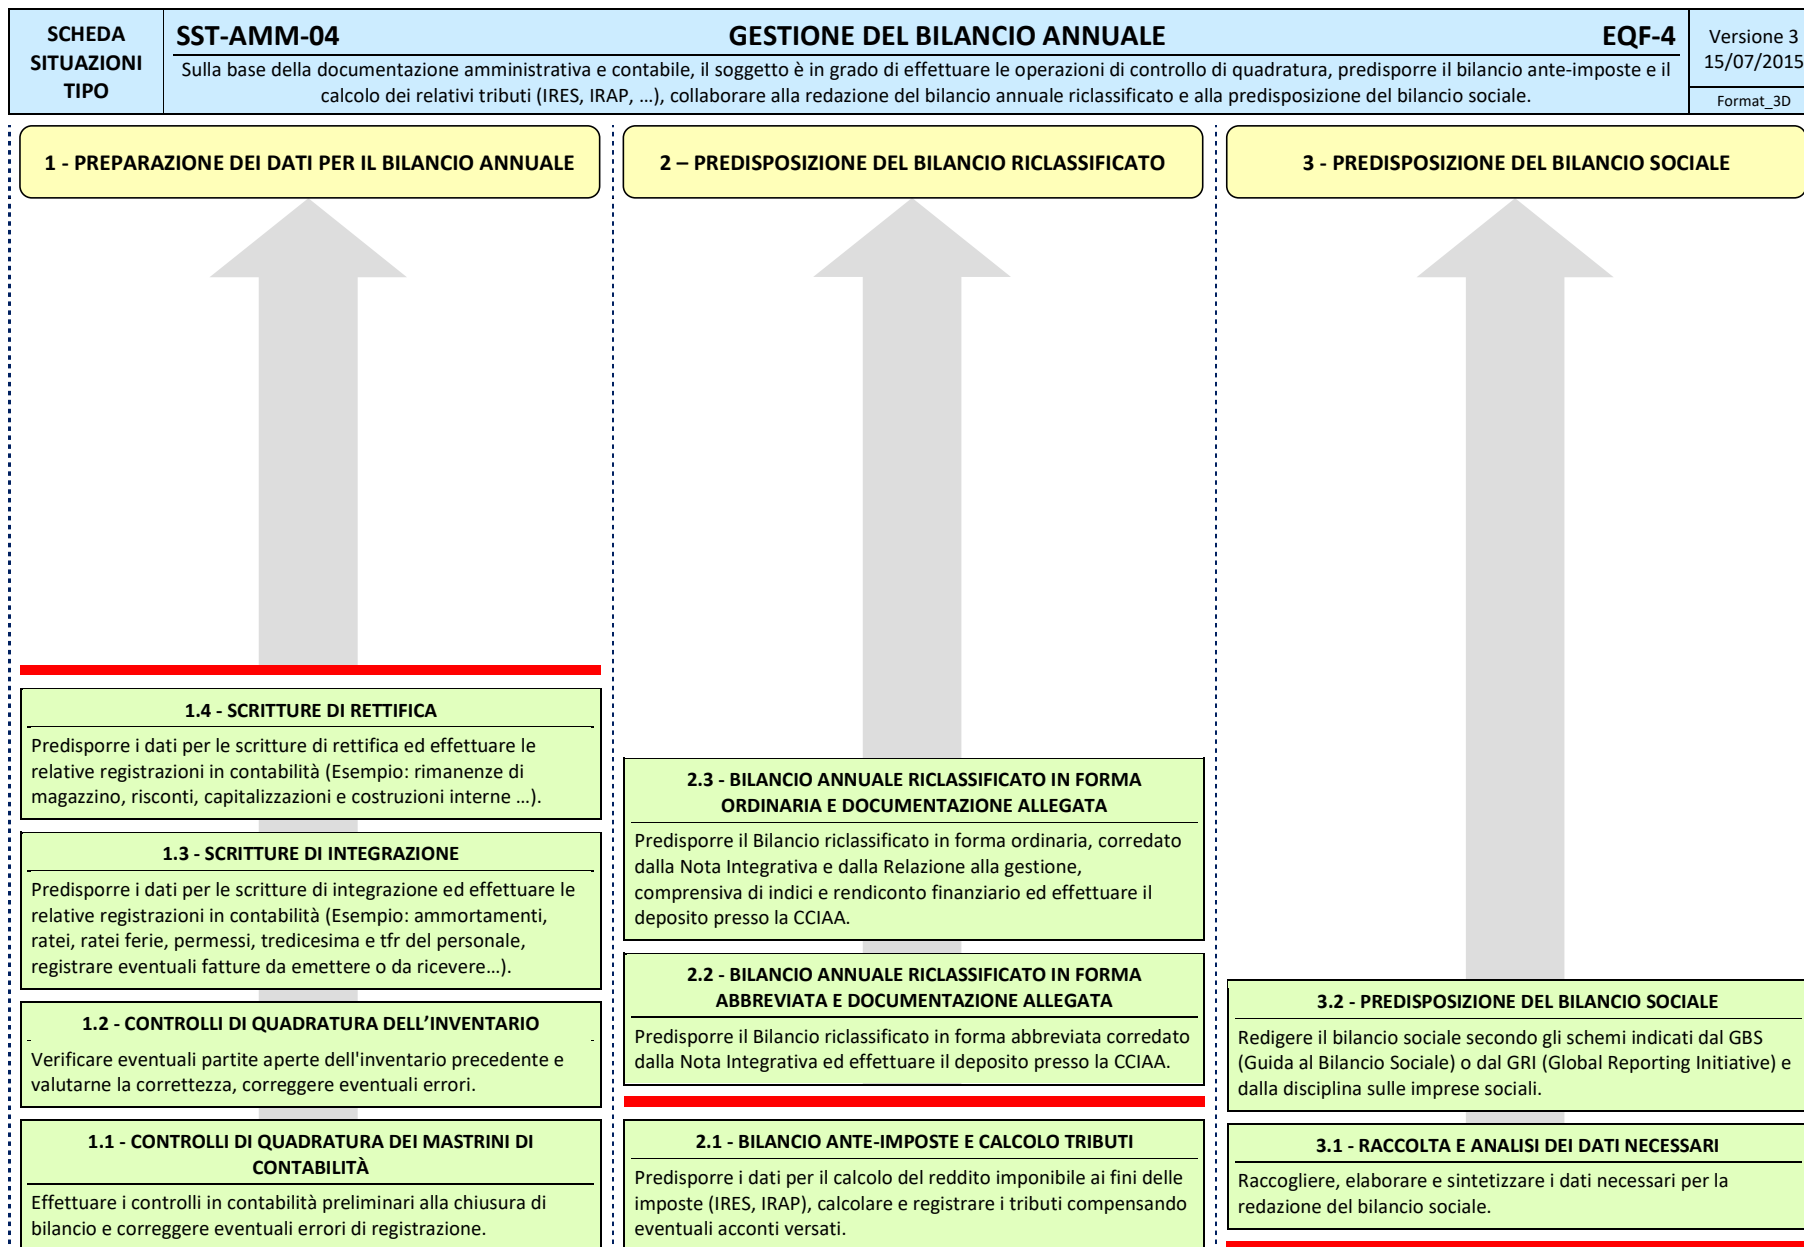 SCHEDA
SITUAZIONI
TIPO
SST-AMM-04 GESTIONE DEL BILANCIO ANNUALE EQF-4
Sulla base della documentazione amministrativa e contabile, il soggetto è in grado di effettuare le operazioni di controllo di quadratura, predisporre il bilancio ante-imposte e il
calcolo dei relativi tributi (IRES, IRAP, …), collaborare alla redazione del bilancio annuale riclassificato e alla predisposizione del bilancio sociale.
Versione 3
15/07/2015
Format_3D
1 - PREPARAZIONE DEI DATI PER IL BILANCIO ANNUALE
1.4 - SCRITTURE DI RETTIFICA
Predisporre i dati per le scritture di rettifica ed effettuare le
relative registrazioni in contabilità (Esempio: rimanenze di
magazzino, risconti, capitalizzazioni e costruzioni interne …).
1.3 - SCRITTURE DI INTEGRAZIONE
Predisporre i dati per le scritture di integrazione ed effettuare le
relative registrazioni in contabilità (Esempio: ammortamenti,
ratei, ratei ferie, permessi, tredicesima e tfr del personale,
registrare eventuali fatture da emettere o da ricevere…).
1.2 - CONTROLLI DI QUADRATURA DELL’INVENTARIO
Verificare eventuali partite aperte dell'inventario precedente e
valutarne la correttezza, correggere eventuali errori.
1.1 - CONTROLLI DI QUADRATURA DEI MASTRINI DI
CONTABILITÀ
Effettuare i controlli in contabilità preliminari alla chiusura di
bilancio e correggere eventuali errori di registrazione.
2 – PREDISPOSIZIONE DEL BILANCIO RICLASSIFICATO
2.3 - BILANCIO ANNUALE RICLASSIFICATO IN FORMA
ORDINARIA E DOCUMENTAZIONE ALLEGATA
Predisporre il Bilancio riclassificato in forma ordinaria, corredato
dalla Nota Integrativa e dalla Relazione alla gestione,
comprensiva di indici e rendiconto finanziario ed effettuare il
deposito presso la CCIAA.
2.2 - BILANCIO ANNUALE RICLASSIFICATO IN FORMA
ABBREVIATA E DOCUMENTAZIONE ALLEGATA
Predisporre il Bilancio riclassificato in forma abbreviata corredato
dalla Nota Integrativa ed effettuare il deposito presso la CCIAA.
2.1 - BILANCIO ANTE-IMPOSTE E CALCOLO TRIBUTI
Predisporre i dati per il calcolo del reddito imponibile ai fini delle
imposte (IRES, IRAP), calcolare e registrare i tributi compensando
eventuali acconti versati.
3 - PREDISPOSIZIONE DEL BILANCIO SOCIALE
3.2 - PREDISPOSIZIONE DEL BILANCIO SOCIALE
Redigere il bilancio sociale secondo gli schemi indicati dal GBS
(Guida al Bilancio Sociale) o dal GRI (Global Reporting Initiative) e
dalla disciplina sulle imprese sociali.
3.1 - RACCOLTA E ANALISI DEI DATI NECESSARI
Raccogliere, elaborare e sintetizzare i dati necessari per la
redazione del bilancio sociale.